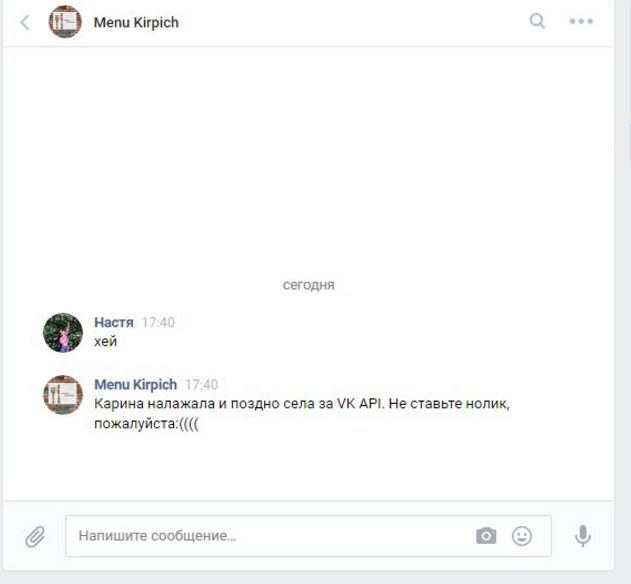 Menu Kirpich
сегодня
Настя 17:40
хей
Menu Kirpich 17:40
Карина налажала и поздно села за VK API. Не ставьте нолик,
пожалуйста:((((
Напишите сообщение...